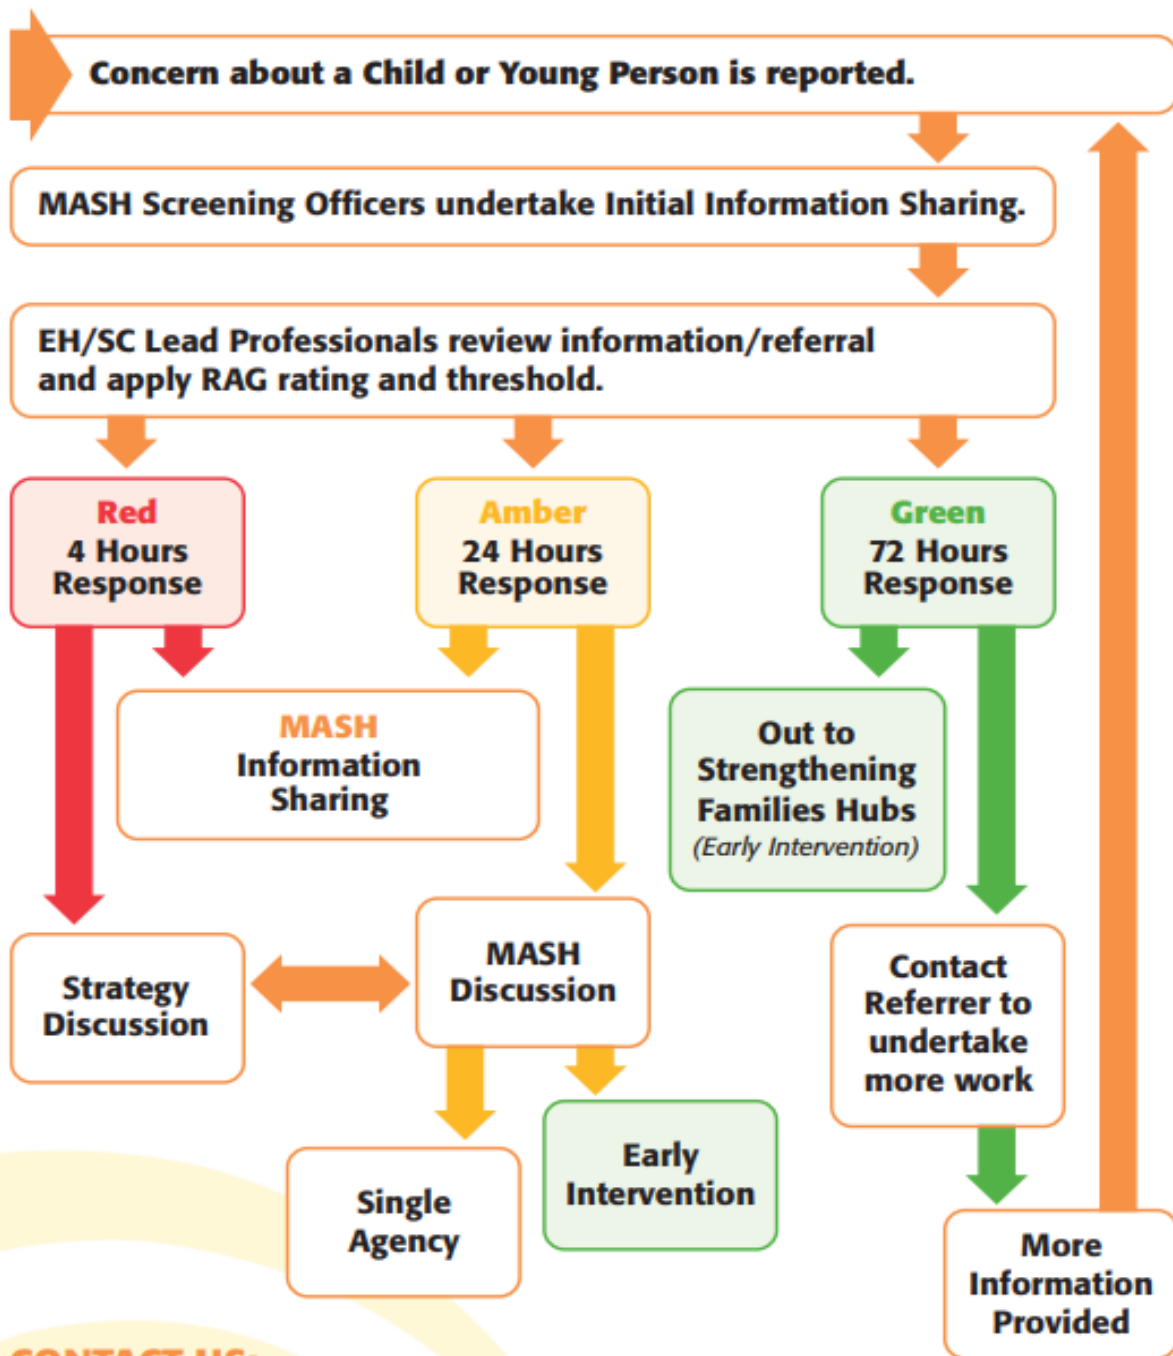 Concern about a Child or Young Person is reported.
MASH Screening Officers undertake Initial Information Sharing.
EH/SC Lead Professionals review information/referral
and apply RAG rating and threshold.
Red
4 Hours
Response
Amber
24 Hours
Response
Green
72 Hours
Response
MASH
Information
Sharing
Out to
Strengthening
Families Hubs
(Early Intervention)
Strategy
Discussion
MASH
Discussion
Contact
Referrer to
undertake
more work
Single
Agency
Early
Intervention
More
Information
Provided
CONTACT US: